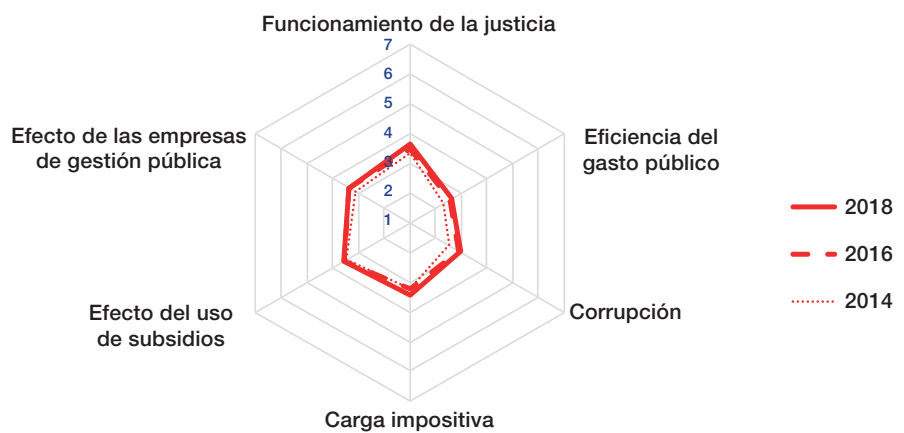 Funcionamiento de la justicia
7
6
5
4
3
2
1
Efecto de las empresas
de gestión pública
Eficiencia del
gasto público
2018
2016
2014
Efecto del uso
de subsidios
Corrupción
Carga impositiva